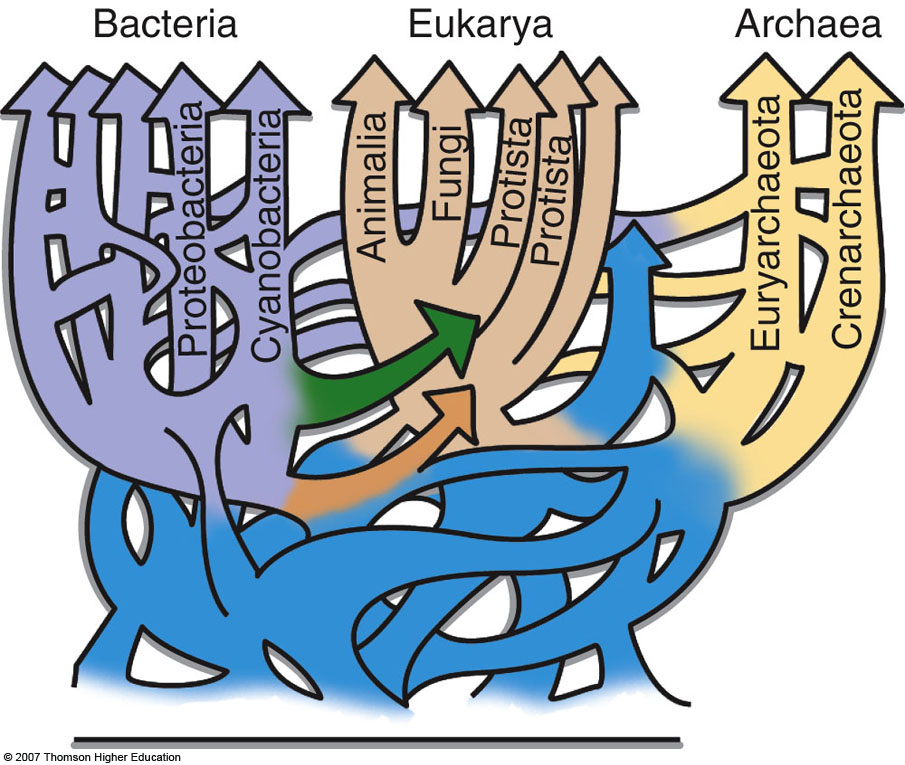 Bacteria
Eukarya
Archaea
Proteobacteria
Cyanobacteria
Animalia
Fungi
Protista
Protista
Euryarchaeota
Crenarchaeota
© 2007 Thomson Higher Education